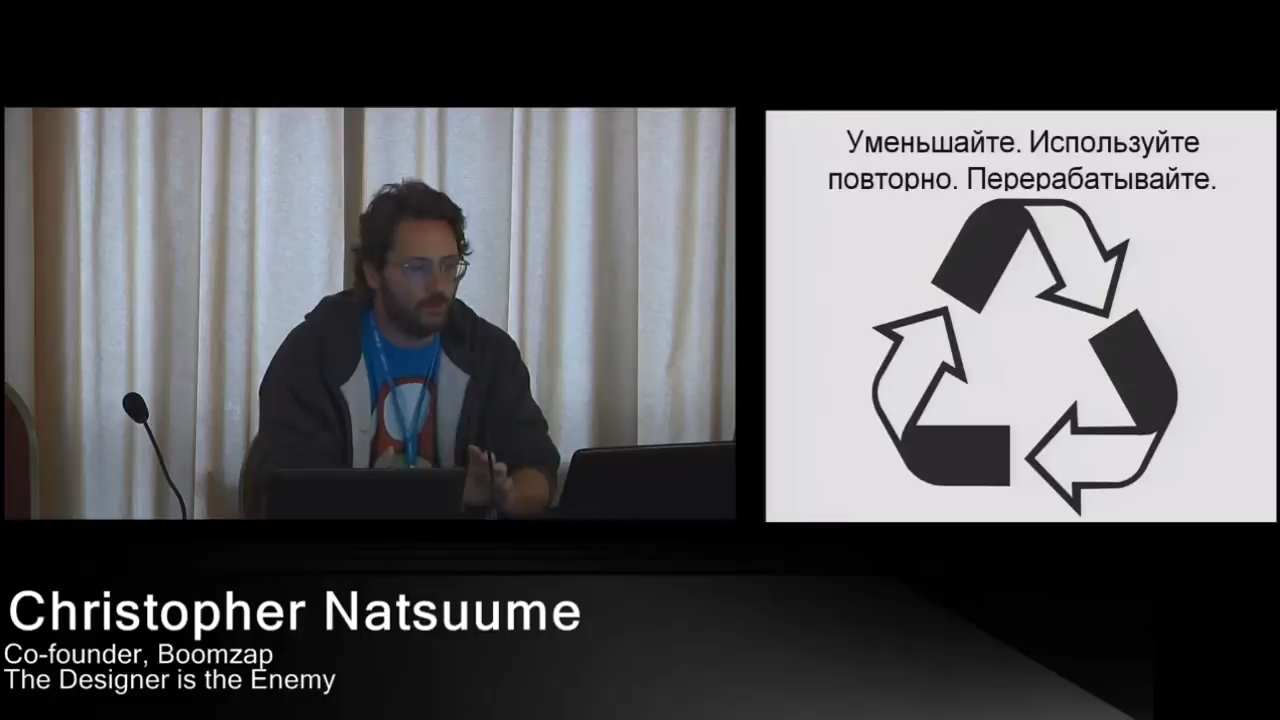 Уменьшайте. Используйте
повторно. Перерабатывайте.
Christopher Natsuume
Co-founder, Boomzap
The Designer is the Enemy